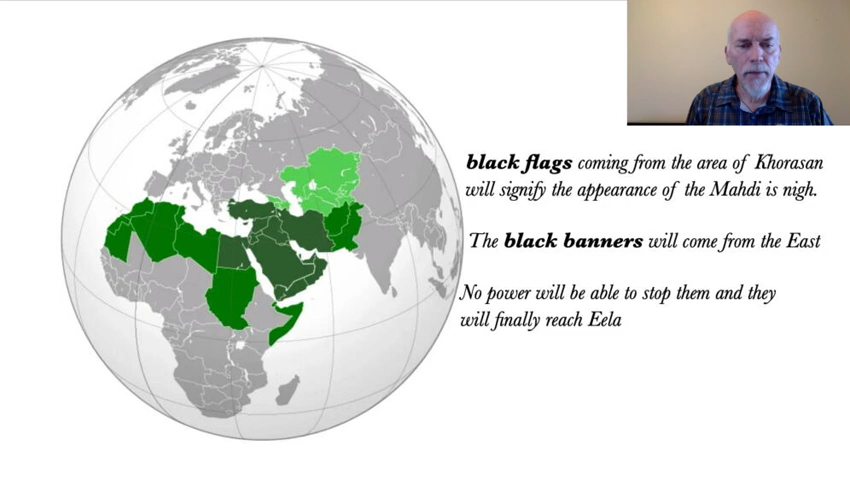 black flags coming from the area of Khorasan
will signify the appearance of the Mahdi is nigh.
The black banners will come from the East
No power will be able to stop them and they
will finally reach Eela